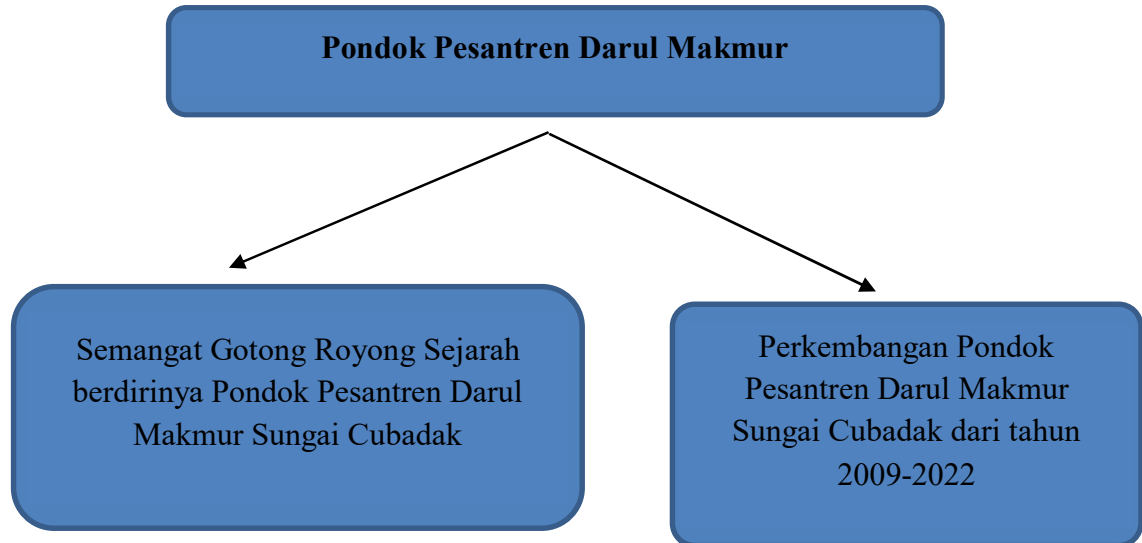 Pondok Pesantren Darul Makmur
Semangat Gotong Royong Sejarah
berdirinya Pondok Pesantren Darul
Makmur Sungai Cubadak
Perkembangan Pondok
Pesantren Darul Makmur
Sungai Cubadak dari tahun
2009-2022